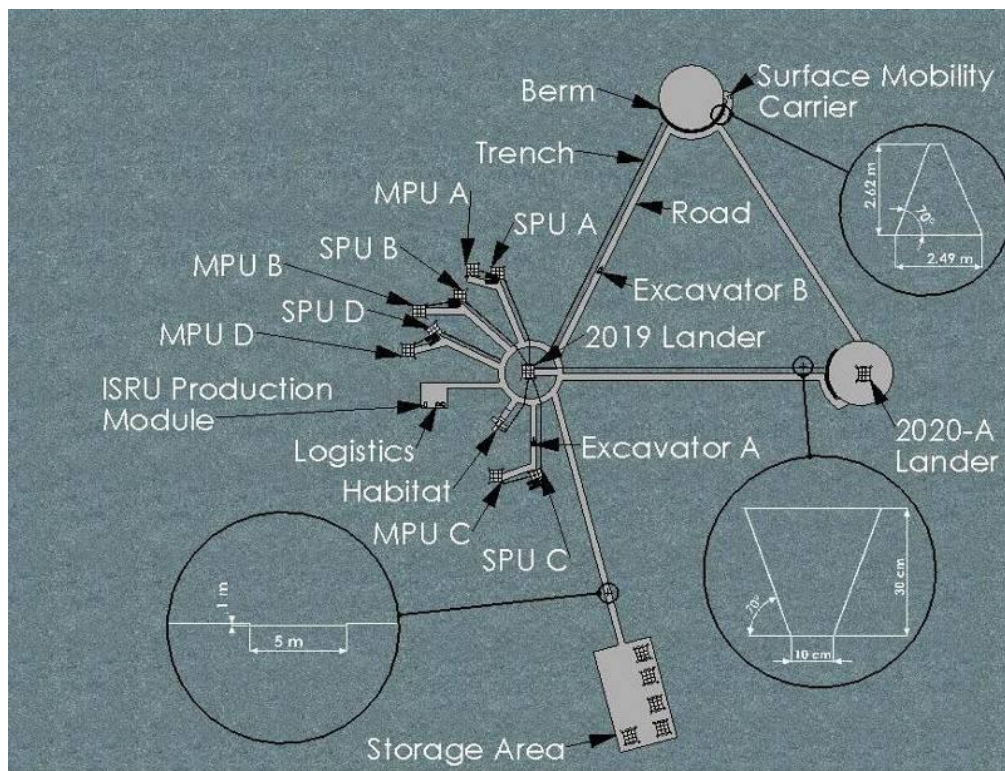 Berm
Surface Mobility
Carrier
Trench
MPU A
SPU A
Road
2.62 m
70°
2.49 m
SPU B
MPU B
Excavator B
SPU D
MPU D
2019 Lander
ISRU Production
Module
Logistics
Habitat
Excavator A
2020-A
Lander
MPU C
SPU C
1 m
5 m
70°
30 cm
10 cm
Storage Area